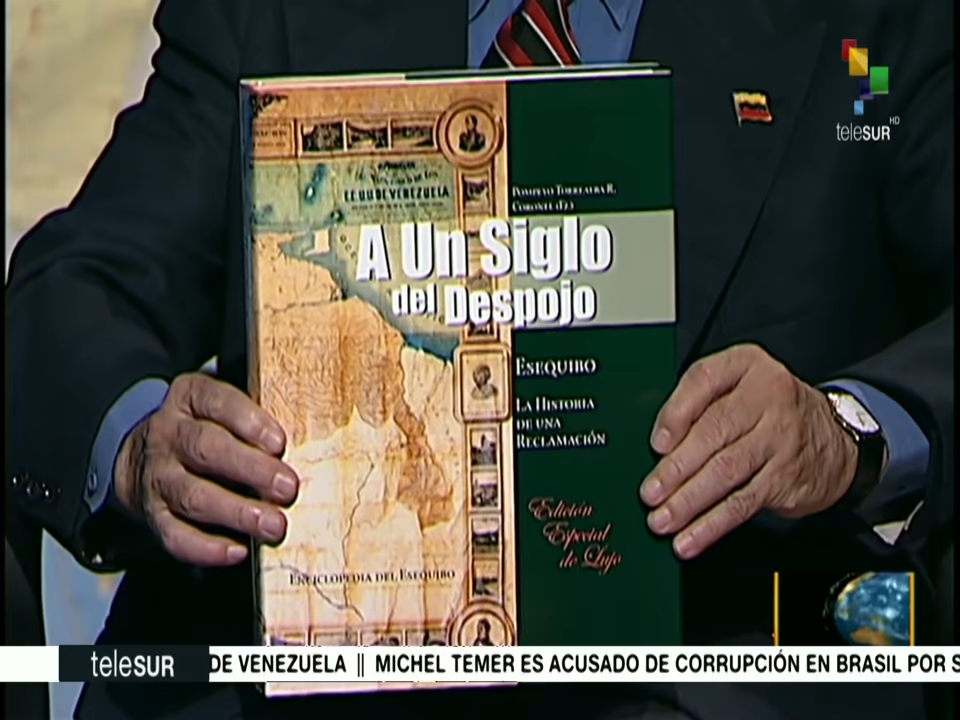 teleSUR HD
POMPEYO TORREALBA R.
CORONEL (EJ.)
EE.UU. DE VENEZUELA
A Un Siglo
del Despojo
ESEQUIBO
LA HISTORIA
DE UNA
RECLAMACIÓN
Edición
Especial
de Lujo
ENCICLOPEDIA DEL ESEQUIBO
teleSUR DE VENEZUELA || MICHEL TEMER ES ACUSADO DE CORRUPCIÓN EN BRASIL POR S